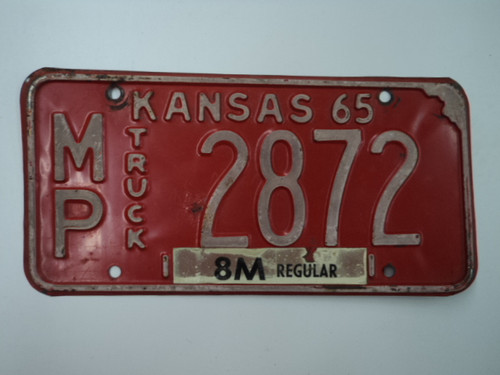 KANSAS 65
MP
TRUCK
2872
8M REGULAR